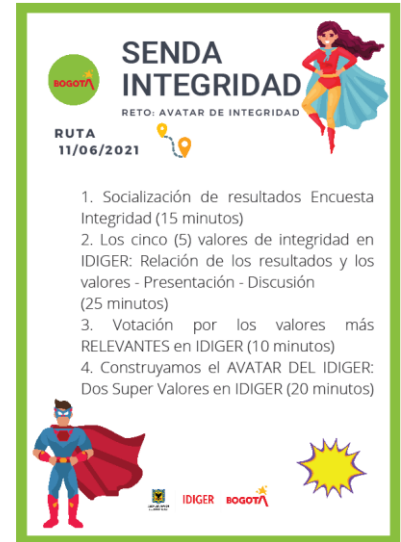 BOGOTÁ
SENDA
INTEGRIDAD
RETO: AVATAR DE INTEGRIDAD
RUTA
11/06/2021
1. Socialización de resultados Encuesta
Integridad (15 minutos)
2. Los cinco (5) valores de integridad en
IDIGER: Relación de los resultados y los
valores - Presentación - Discusión
(25 minutos)
3. Votación por los valores más
RELEVANTES en IDIGER (10 minutos)
4. Construyamos el AVATAR DEL IDIGER:
Dos Super Valores en IDIGER (20 minutos)
IDIGER BOGOTÁ